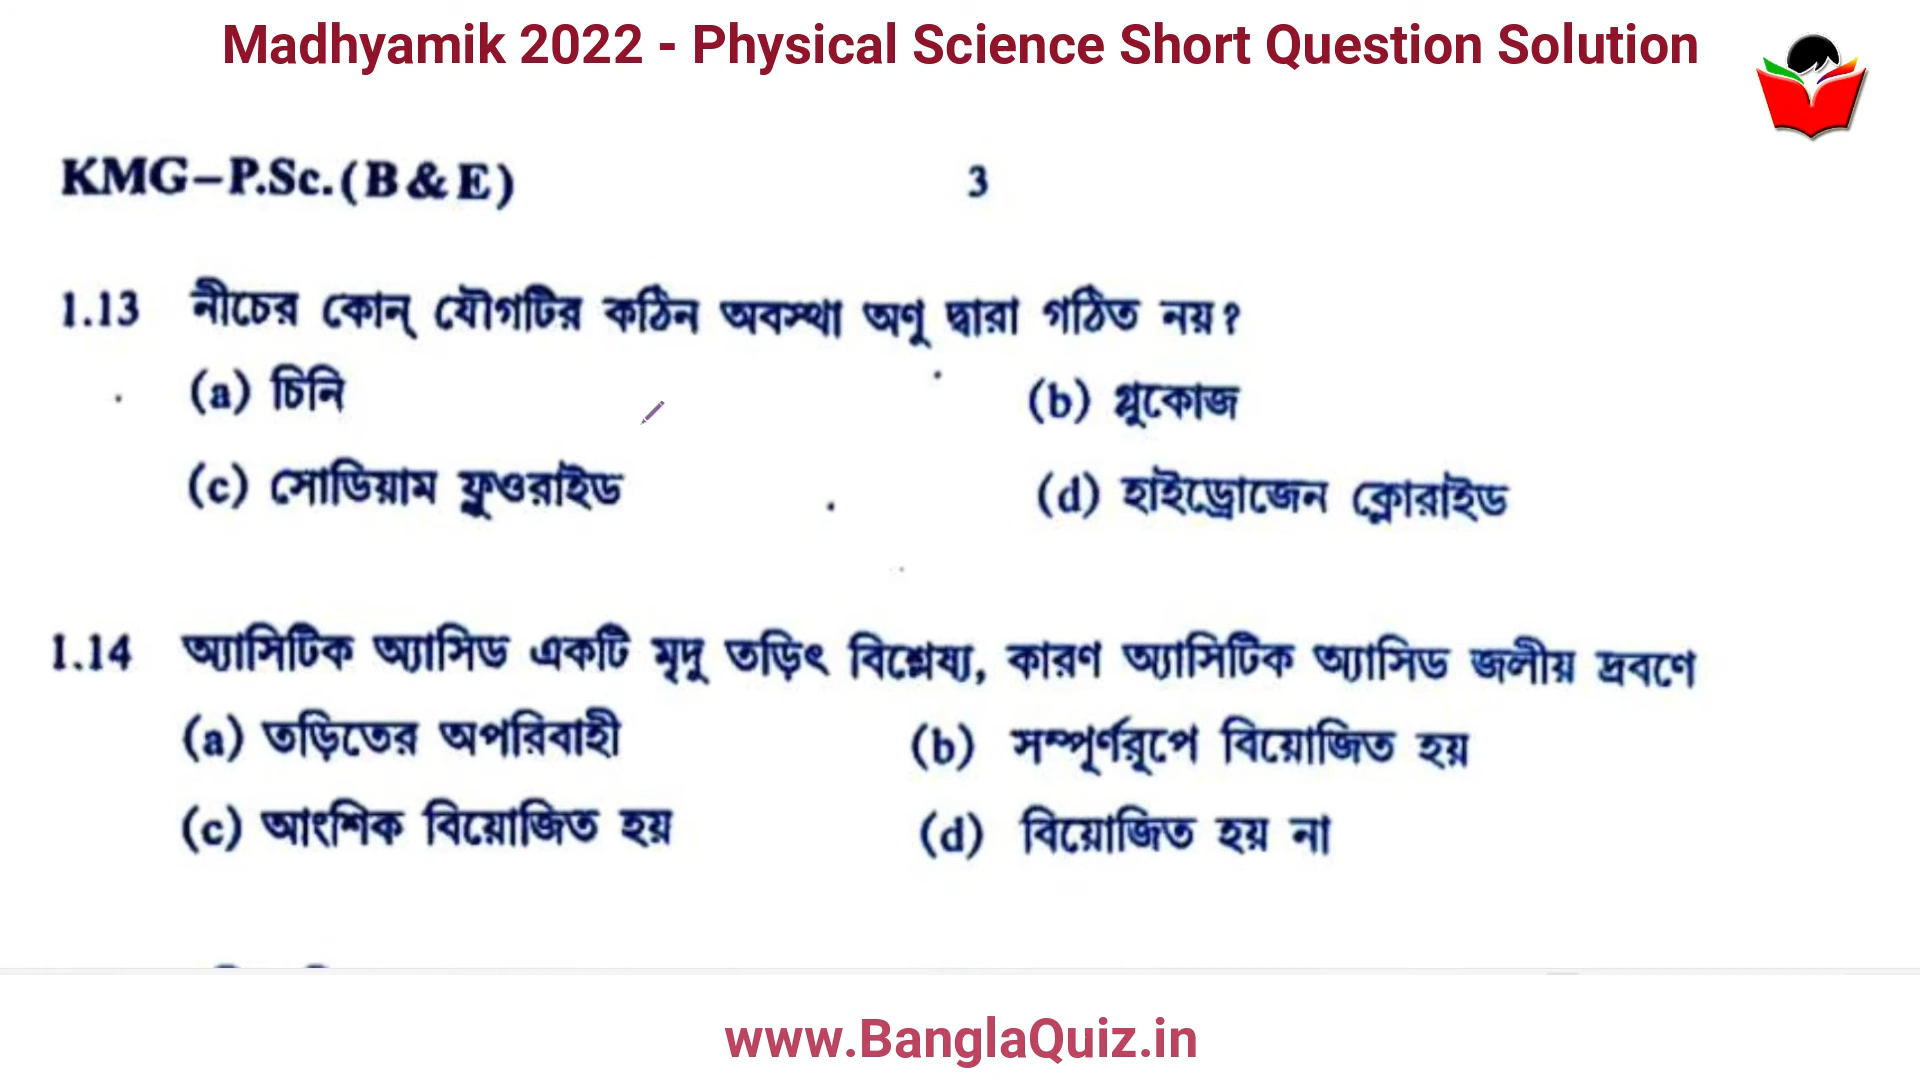 Madhyamik 2022 - Physical Science Short Question Solution
KMG–P.Sc.(B & E) 3
1.13 নীচের কোন্ যৌগটির কঠিন অবস্থা অণু দ্বারা গঠিত নয়?
(a) চিনি (b) গ্লুকোজ
(c) সোডিয়াম ফ্লুওরাইড (d) হাইড্রোজেন ক্লোরাইড
1.14 অ্যাসিটিক অ্যাসিড একটি মৃদু তড়িৎ বিশ্লেষ্য, কারণ অ্যাসিটিক অ্যাসিড জলীয় দ্রবণে
(a) তড়িতের অপরিবাহী (b) সম্পূর্ণরূপে বিয়োজিত হয়
(c) আংশিক বিয়োজিত হয় (d) বিয়োজিত হয় না
www.BanglaQuiz.in